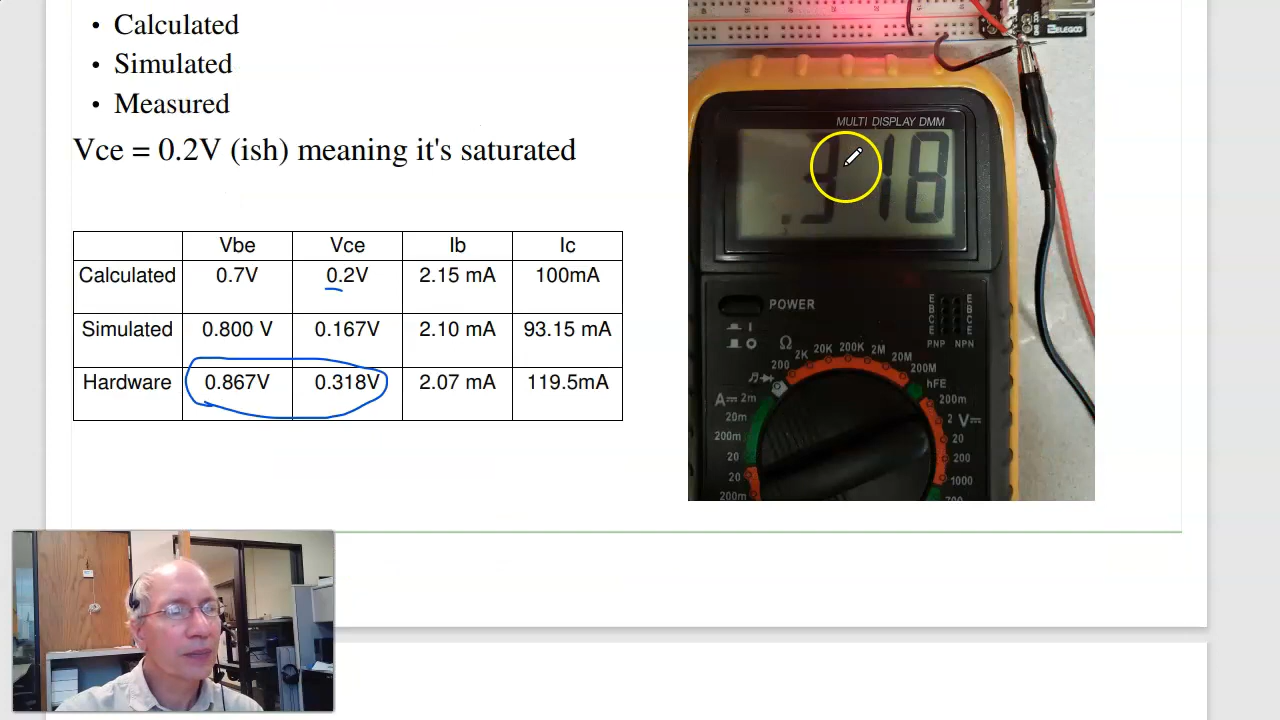 • Calculated
• Simulated
• Measured
Vce = 0.2V (ish) meaning it's saturated
Vbe Vce Ib Ic
Calculated 0.7V 0.2V 2.15 mA 100mA
Simulated 0.800 V 0.167V 2.10 mA 93.15 mA
Hardware 0.867V 0.318V 2.07 mA 119.5mA
ELEGOO
MULTI DISPLAY DMM
.318
POWER
E B C E
E B C E
PNP NPN
Ω
200 2K 20K 200K 2M 20M 200M
hFE
A 2m 20m 200m 20
20 200m
200m 2 V 20 200 1000